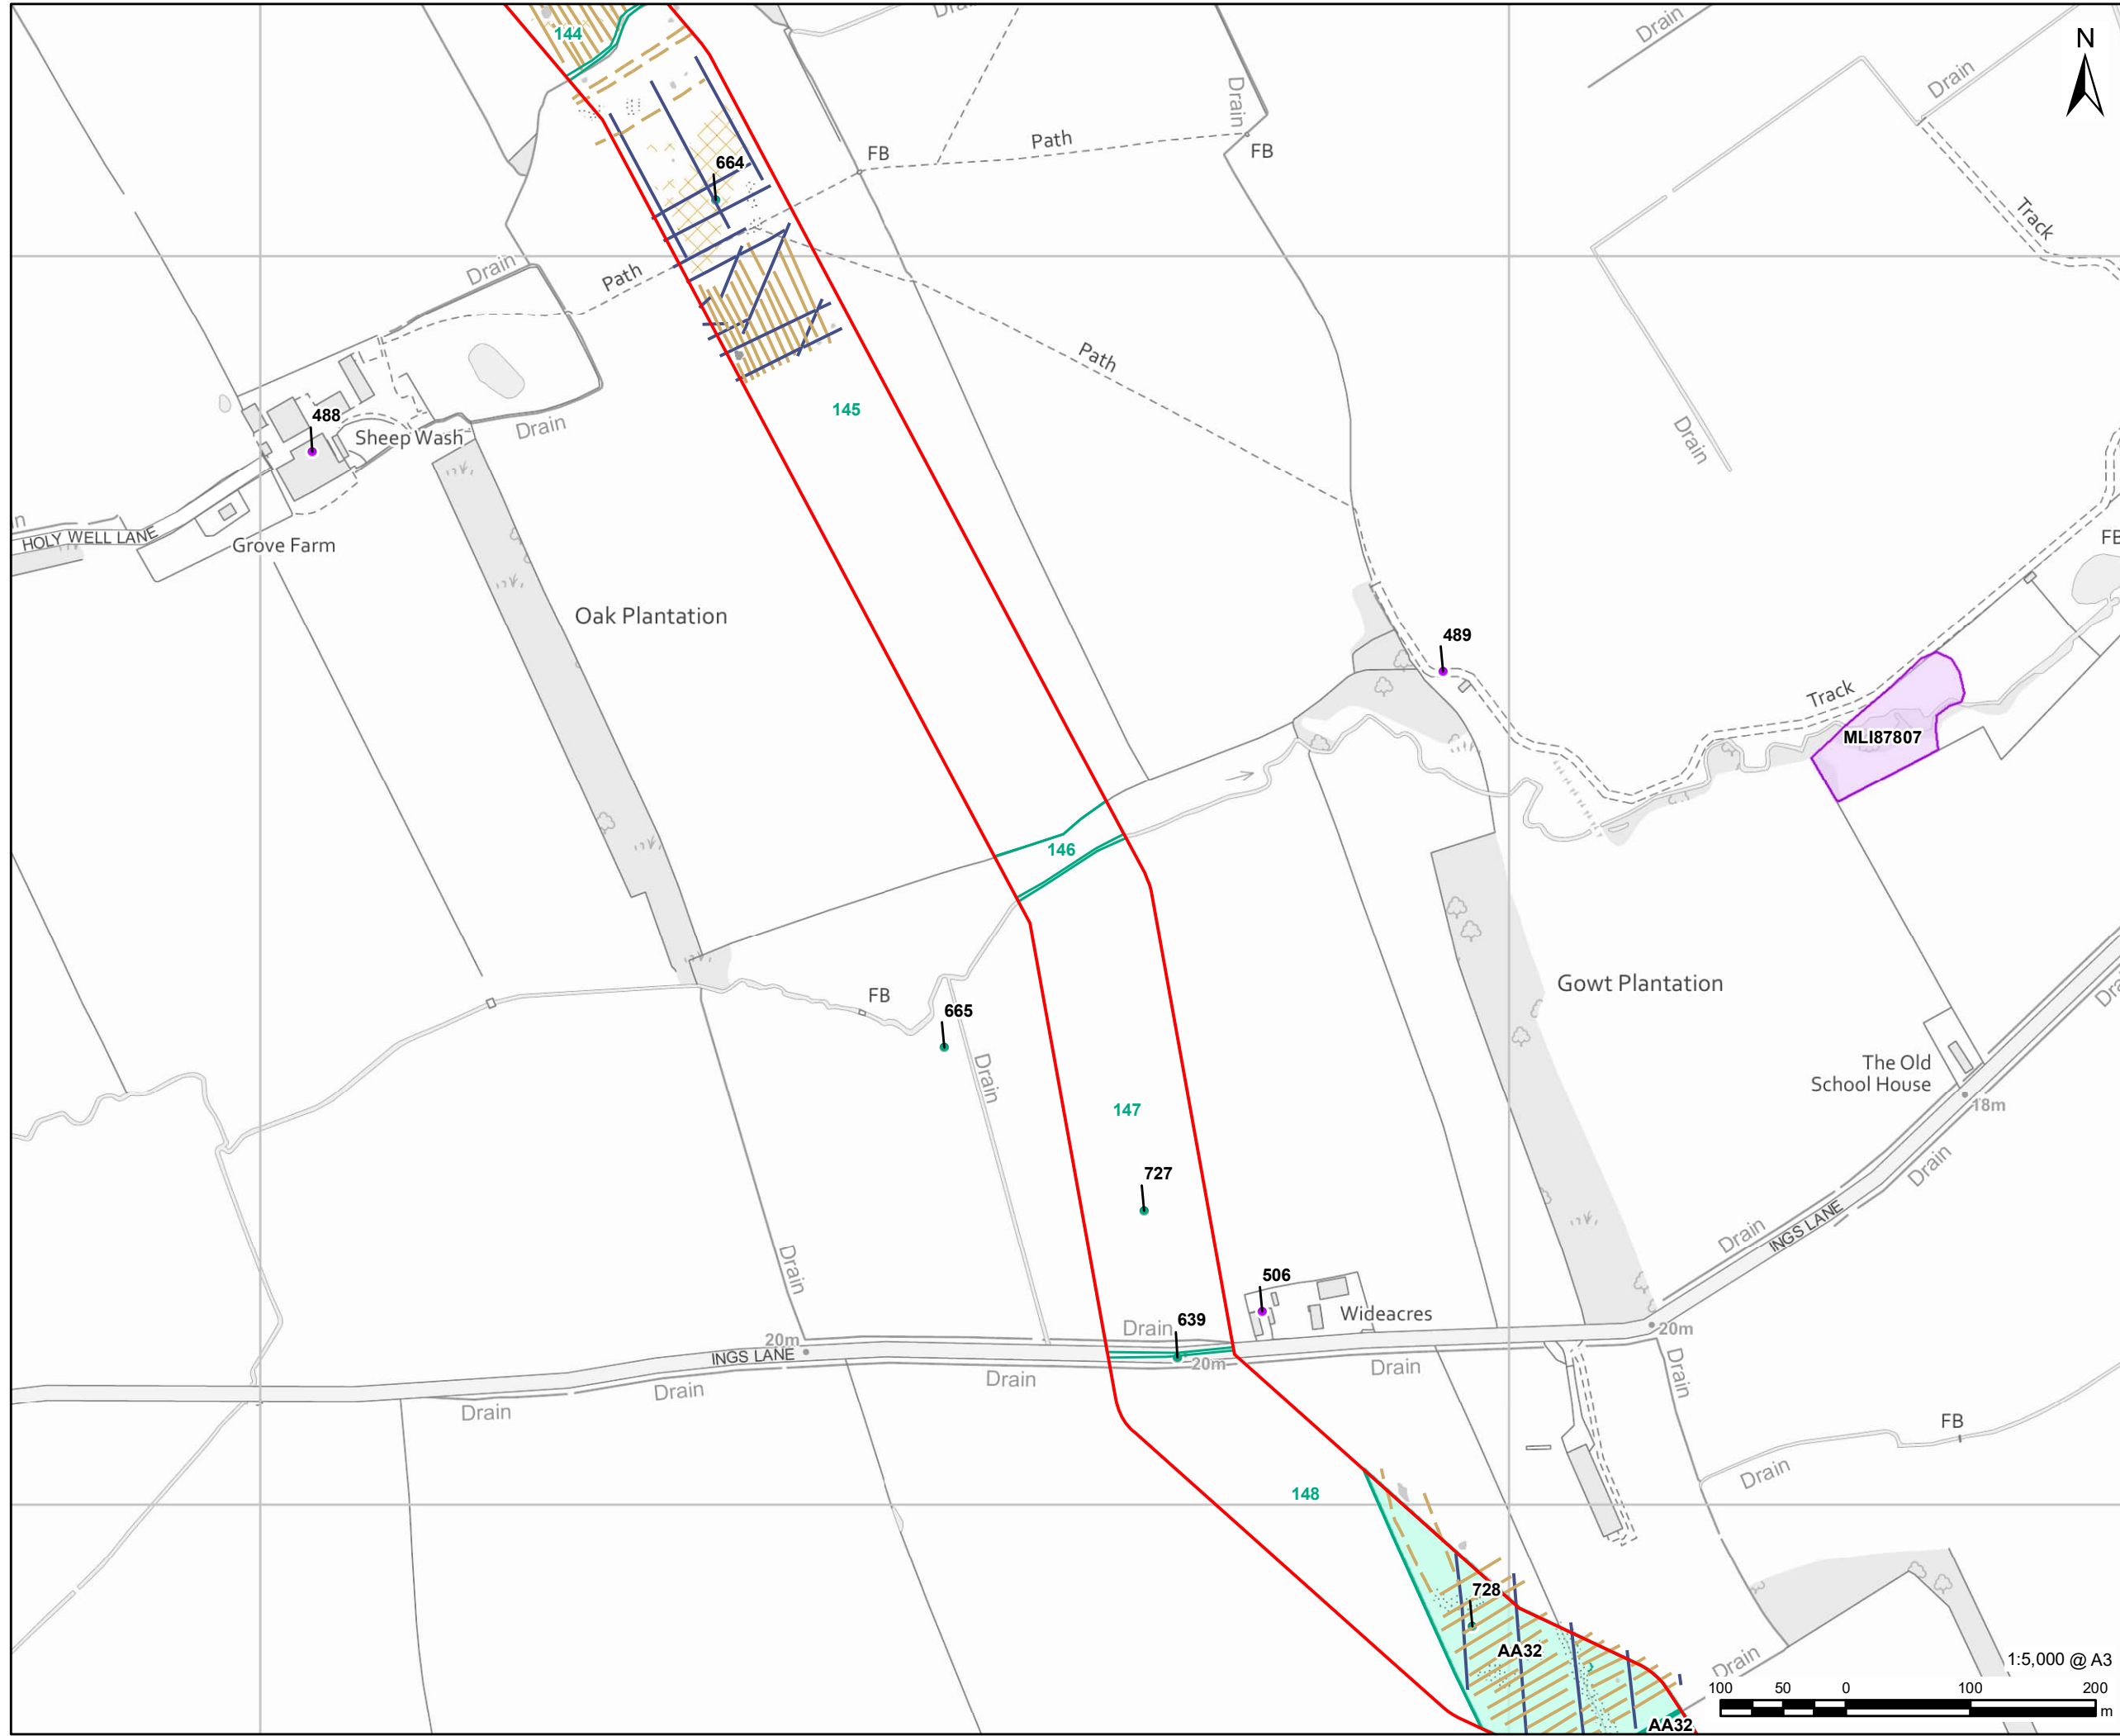 Drain
144
Drain
N
Drain
Drain
664
FB
Path
FB
Track
Drain
Path
Path
145
488
Sheep Wash
Drain
Drain
HOLY WELL LANE
Grove Farm
FB
Oak Plantation
489
Track
MLI87807
146
Gowt Plantation
FB
665
Drain
The Old
School House
18m
147
727
Drain
Drain
INGS LANE
Drain
506
Wideacres
639
Drain
20m
INGS LANE
20m
20m
Drain
Drain
Drain
Drain
Drain
FB
Drain
148
728
AA32
Drain
1:5,000 @ A3
100 50 0 100 200
m
AA32